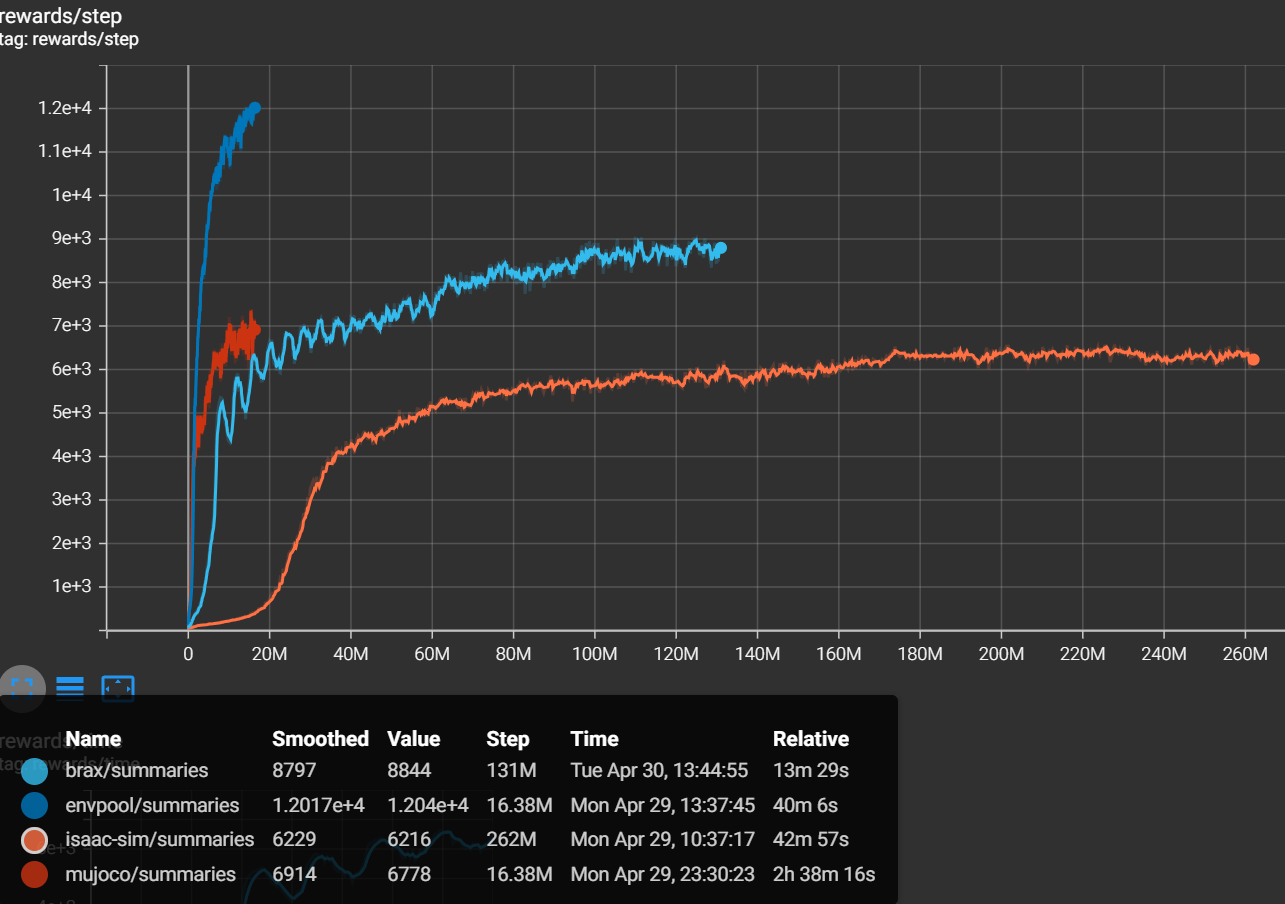 rewards/step
tag: rewards/step
1.2e+4
1.1e+4
1e+4
9e+3
8e+3
7e+3
6e+3
5e+3
4e+3
3e+3
2e+3
1e+3
0 20M 40M 60M 80M 100M 120M 140M 160M 180M 200M 220M 240M 260M
rewards/time
tag: rewards/time
Name Smoothed Value Step Time Relative
brax/summaries 8797 8844 131M Tue Apr 30, 13:44:55 13m 29s
envpool/summaries 1.2017e+4 1.204e+4 16.38M Mon Apr 29, 13:37:45 40m 6s
isaac-sim/summaries 6229 6216 262M Mon Apr 29, 10:37:17 42m 57s
mujoco/summaries 6914 6778 16.38M Mon Apr 29, 23:30:23 2h 38m 16s